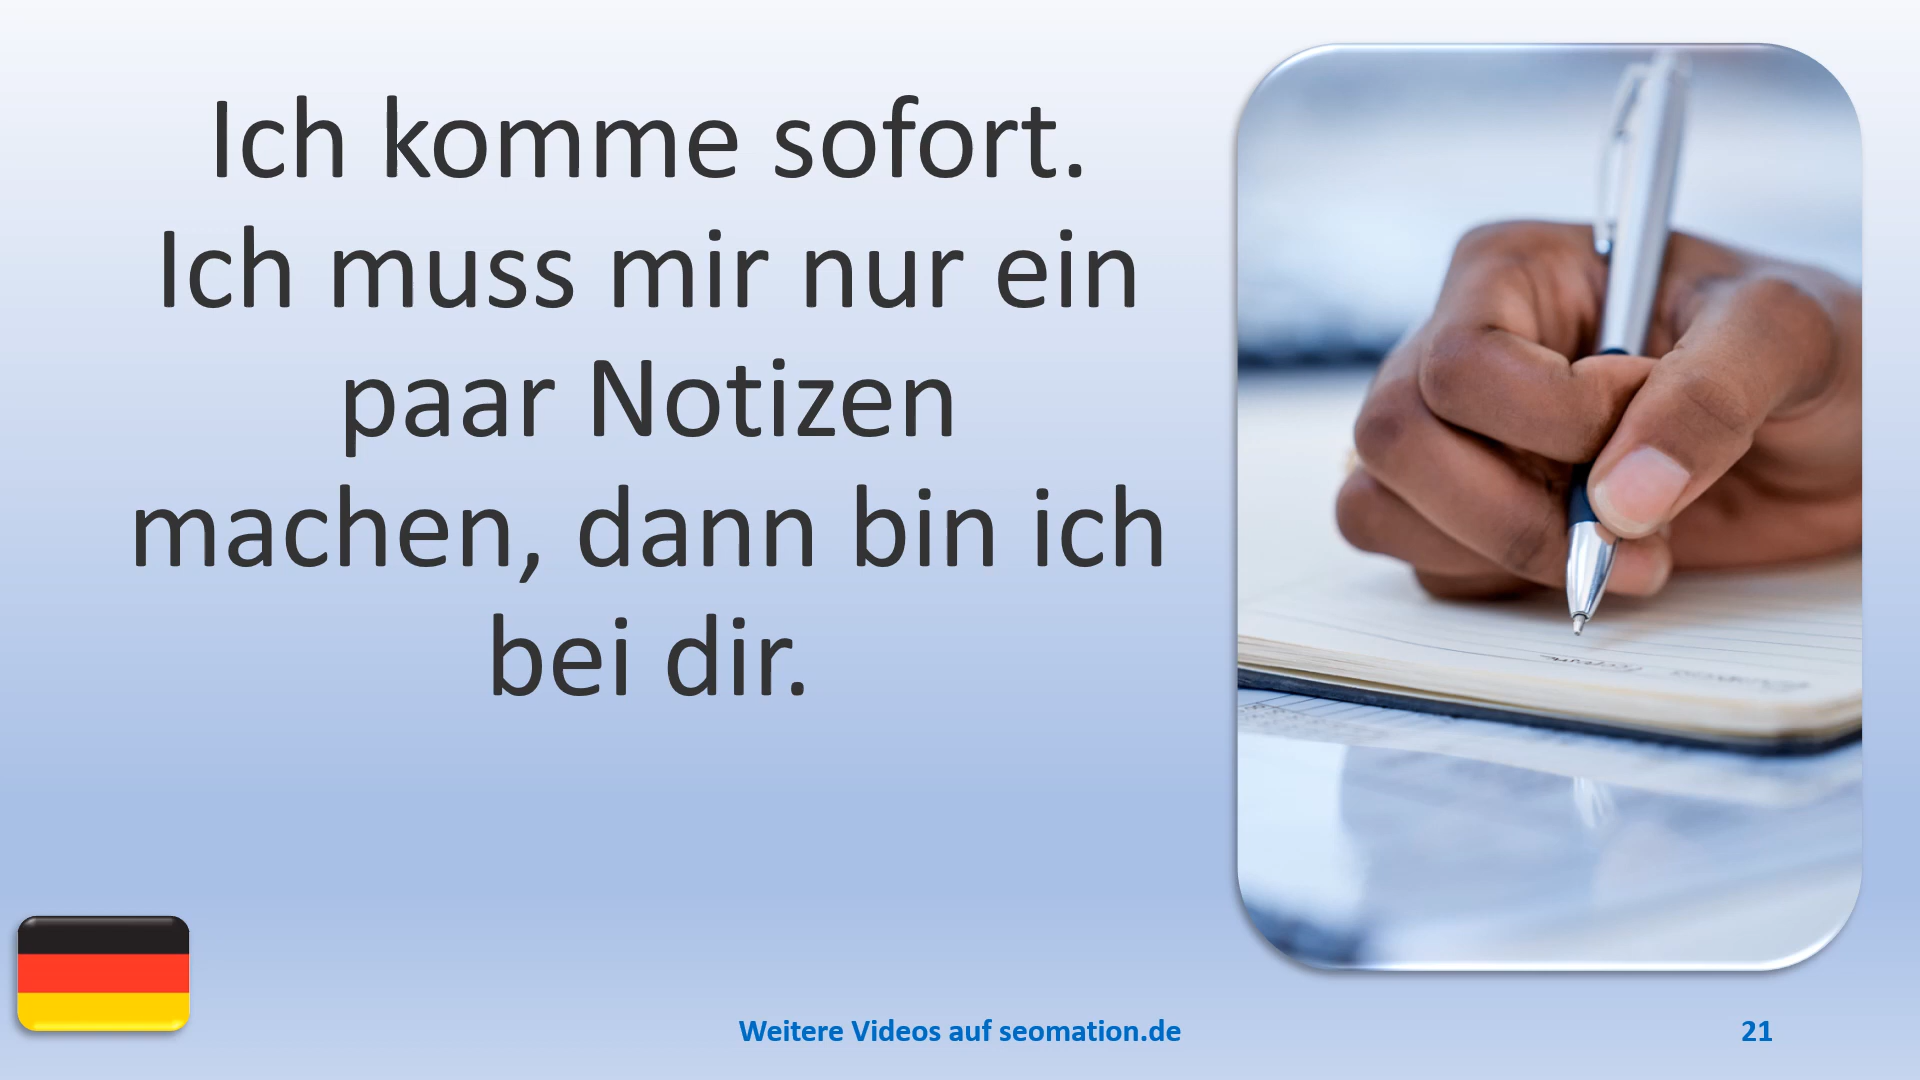 Ich komme sofort.
Ich muss mir nur ein
paar Notizen
machen, dann bin ich
bei dir.
Weitere Videos auf seomation.de
21